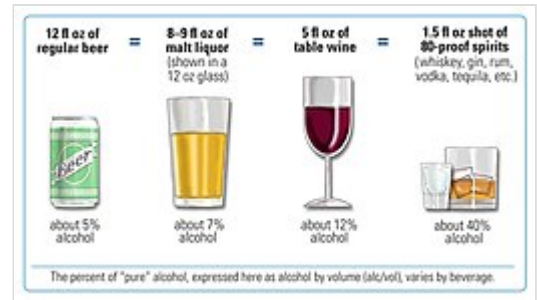 12 fl oz of
regular beer
=
8–9 fl oz of
malt liquor
(shown in a
12 oz glass)
=
5 fl oz of
table wine
=
1.5 fl oz shot of
80-proof spirits
(whiskey, gin, rum,
vodka, tequila, etc.)
Beer
about 5%
alcohol
about 7%
alcohol
about 12%
alcohol
about 40%
alcohol
The percent of "pure" alcohol, expressed here as alcohol by volume (alc/vol), varies by beverage.